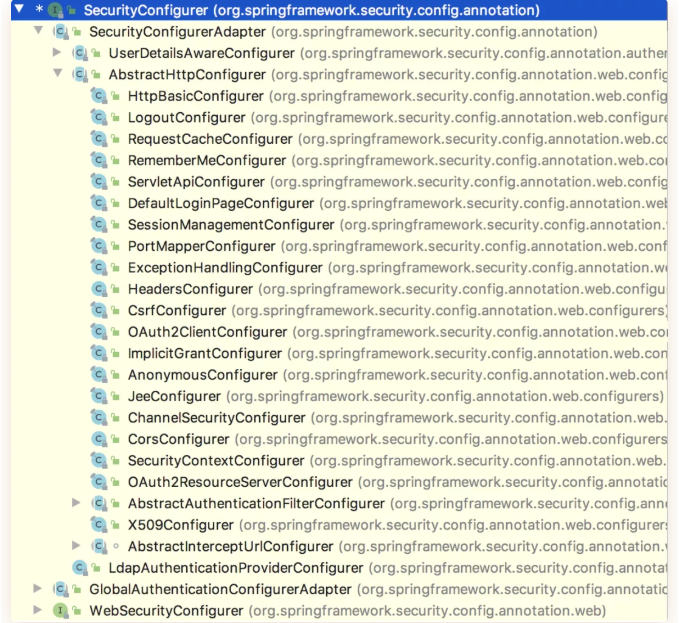 * SecurityConfigurer (org.springframework.security.config.annotation)
SecurityConfigurerAdapter (org.springframework.security.config.annotation)
UserDetailsAwareConfigurer (org.springframework.security.config.annotation.authen
AbstractHttpConfigurer (org.springframework.security.config.annotation.web.config
HttpBasicConfigurer (org.springframework.security.config.annotation.web.config
LogoutConfigurer (org.springframework.security.config.annotation.web.configure
RequestCacheConfigurer (org.springframework.security.config.annotation.web.co
RememberMeConfigurer (org.springframework.security.config.annotation.web.co
ServletApiConfigurer (org.springframework.security.config.annotation.web.config
DefaultLoginPageConfigurer (org.springframework.security.config.annotation.we
SessionManagementConfigurer (org.springframework.security.config.annotation.w
PortMapperConfigurer (org.springframework.security.config.annotation.web.conf
ExceptionHandlingConfigurer (org.springframework.security.config.annotation.w
HeadersConfigurer (org.springframework.security.config.annotation.web.configu
CsrfConfigurer (org.springframework.security.config.annotation.web.configurers)
OAuth2ClientConfigurer (org.springframework.security.config.annotation.web.co
ImplicitGrantConfigurer (org.springframework.security.config.annotation.web.con
AnonymousConfigurer (org.springframework.security.config.annotation.web.conf
JeeConfigurer (org.springframework.security.config.annotation.web.configurers)
ChannelSecurityConfigurer (org.springframework.security.config.annotation.web.
CorsConfigurer (org.springframework.security.config.annotation.web.configurers
SecurityContextConfigurer (org.springframework.security.config.annotation.web.
OAuth2ResourceServerConfigurer (org.springframework.security.config.annotatio
AbstractAuthenticationFilterConfigurer (org.springframework.security.config.anno
X509Configurer (org.springframework.security.config.annotation.web.configurers
AbstractInterceptUrlConfigurer (org.springframework.security.config.annotation.
LdapAuthenticationProviderConfigurer (org.springframework.security.config.annotat
GlobalAuthenticationConfigurerAdapter (org.springframework.security.config.annotatio
WebSecurityConfigurer (org.springframework.security.config.annotation.web)